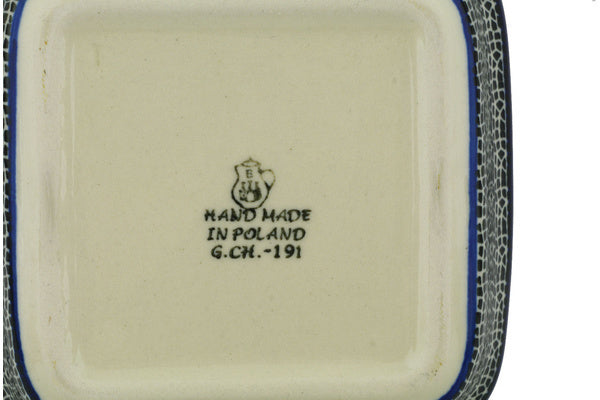 B
HAND MADE
IN POLAND
G.CH.-191